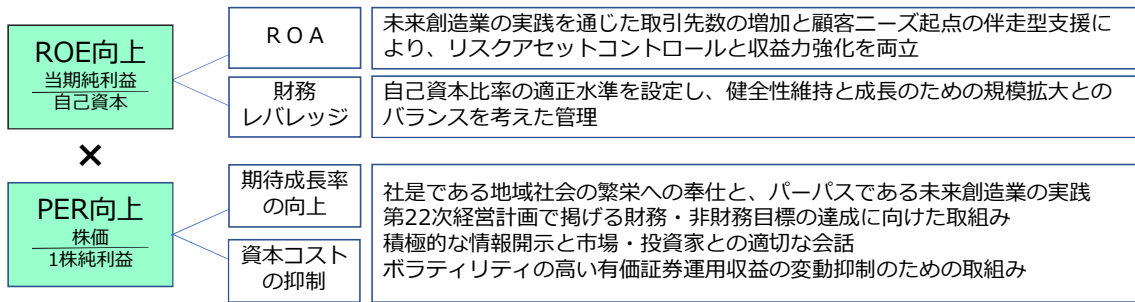 ROE向上
当期純利益
自己資本
ＲＯＡ
未来創造業の実践を通じた取引先数の増加と顧客ニーズ起点の伴走型支援に
より、リスクアセットコントロールと収益力強化を両立
財務
レバレッジ
自己資本比率の適正水準を設定し、健全性維持と成長のための規模拡大との
バランスを考えた管理
×
PER向上
株価
1株純利益
期待成長率
の向上
資本コスト
の抑制
社是である地域社会の繁栄への奉仕と、パーパスである未来創造業の実践
第22次経営計画で掲げる財務・非財務目標の達成に向けた取組み
積極的な情報開示と市場・投資家との適切な会話
ボラティリティの高い有価証券運用収益の変動抑制のための取組み